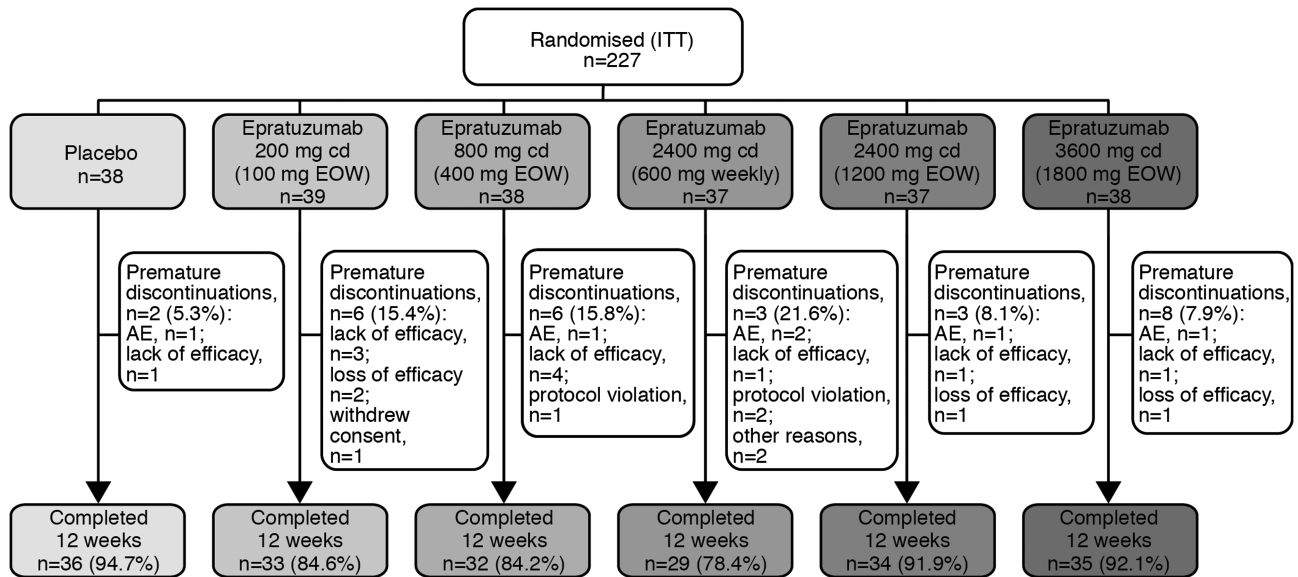 Randomised (ITT)
n=227
Placebo
n=38
Epratuzumab
200 mg cd
(100 mg EOW)
n=39
Epratuzumab
800 mg cd
(400 mg EOW)
n=38
Epratuzumab
2400 mg cd
(600 mg weekly)
n=37
Epratuzumab
2400 mg cd
(1200 mg EOW)
n=37
Epratuzumab
3600 mg cd
(1800 mg EOW)
n=38
Premature
discontinuations,
n=2 (5.3%):
AE, n=1;
lack of efficacy,
n=1
Premature
discontinuations,
n=6 (15.4%):
lack of efficacy,
n=3;
loss of efficacy
n=2;
withdrew
consent,
n=1
Premature
discontinuations,
n=6 (15.8%):
AE, n=1;
lack of efficacy,
n=4;
protocol violation,
n=1
Premature
discontinuations,
n=3 (21.6%):
AE, n=2;
lack of efficacy,
n=1;
protocol violation,
n=2;
other reasons,
n=2
Premature
discontinuations,
n=3 (8.1%):
AE, n=1;
lack of efficacy,
n=1;
loss of efficacy,
n=1
Premature
discontinuations,
n=8 (7.9%):
AE, n=1;
lack of efficacy,
n=1;
loss of efficacy,
n=1
Completed
12 weeks
n=36 (94.7%)
Completed
12 weeks
n=33 (84.6%)
Completed
12 weeks
n=32 (84.2%)
Completed
12 weeks
n=29 (78.4%)
Completed
12 weeks
n=34 (91.9%)
Completed
12 weeks
n=35 (92.1%)